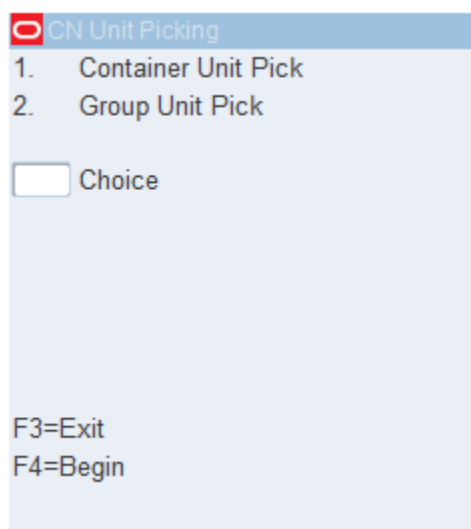 CN Unit Picking
1. Container Unit Pick
2. Group Unit Pick
Choice
F3=Exit
F4=Begin